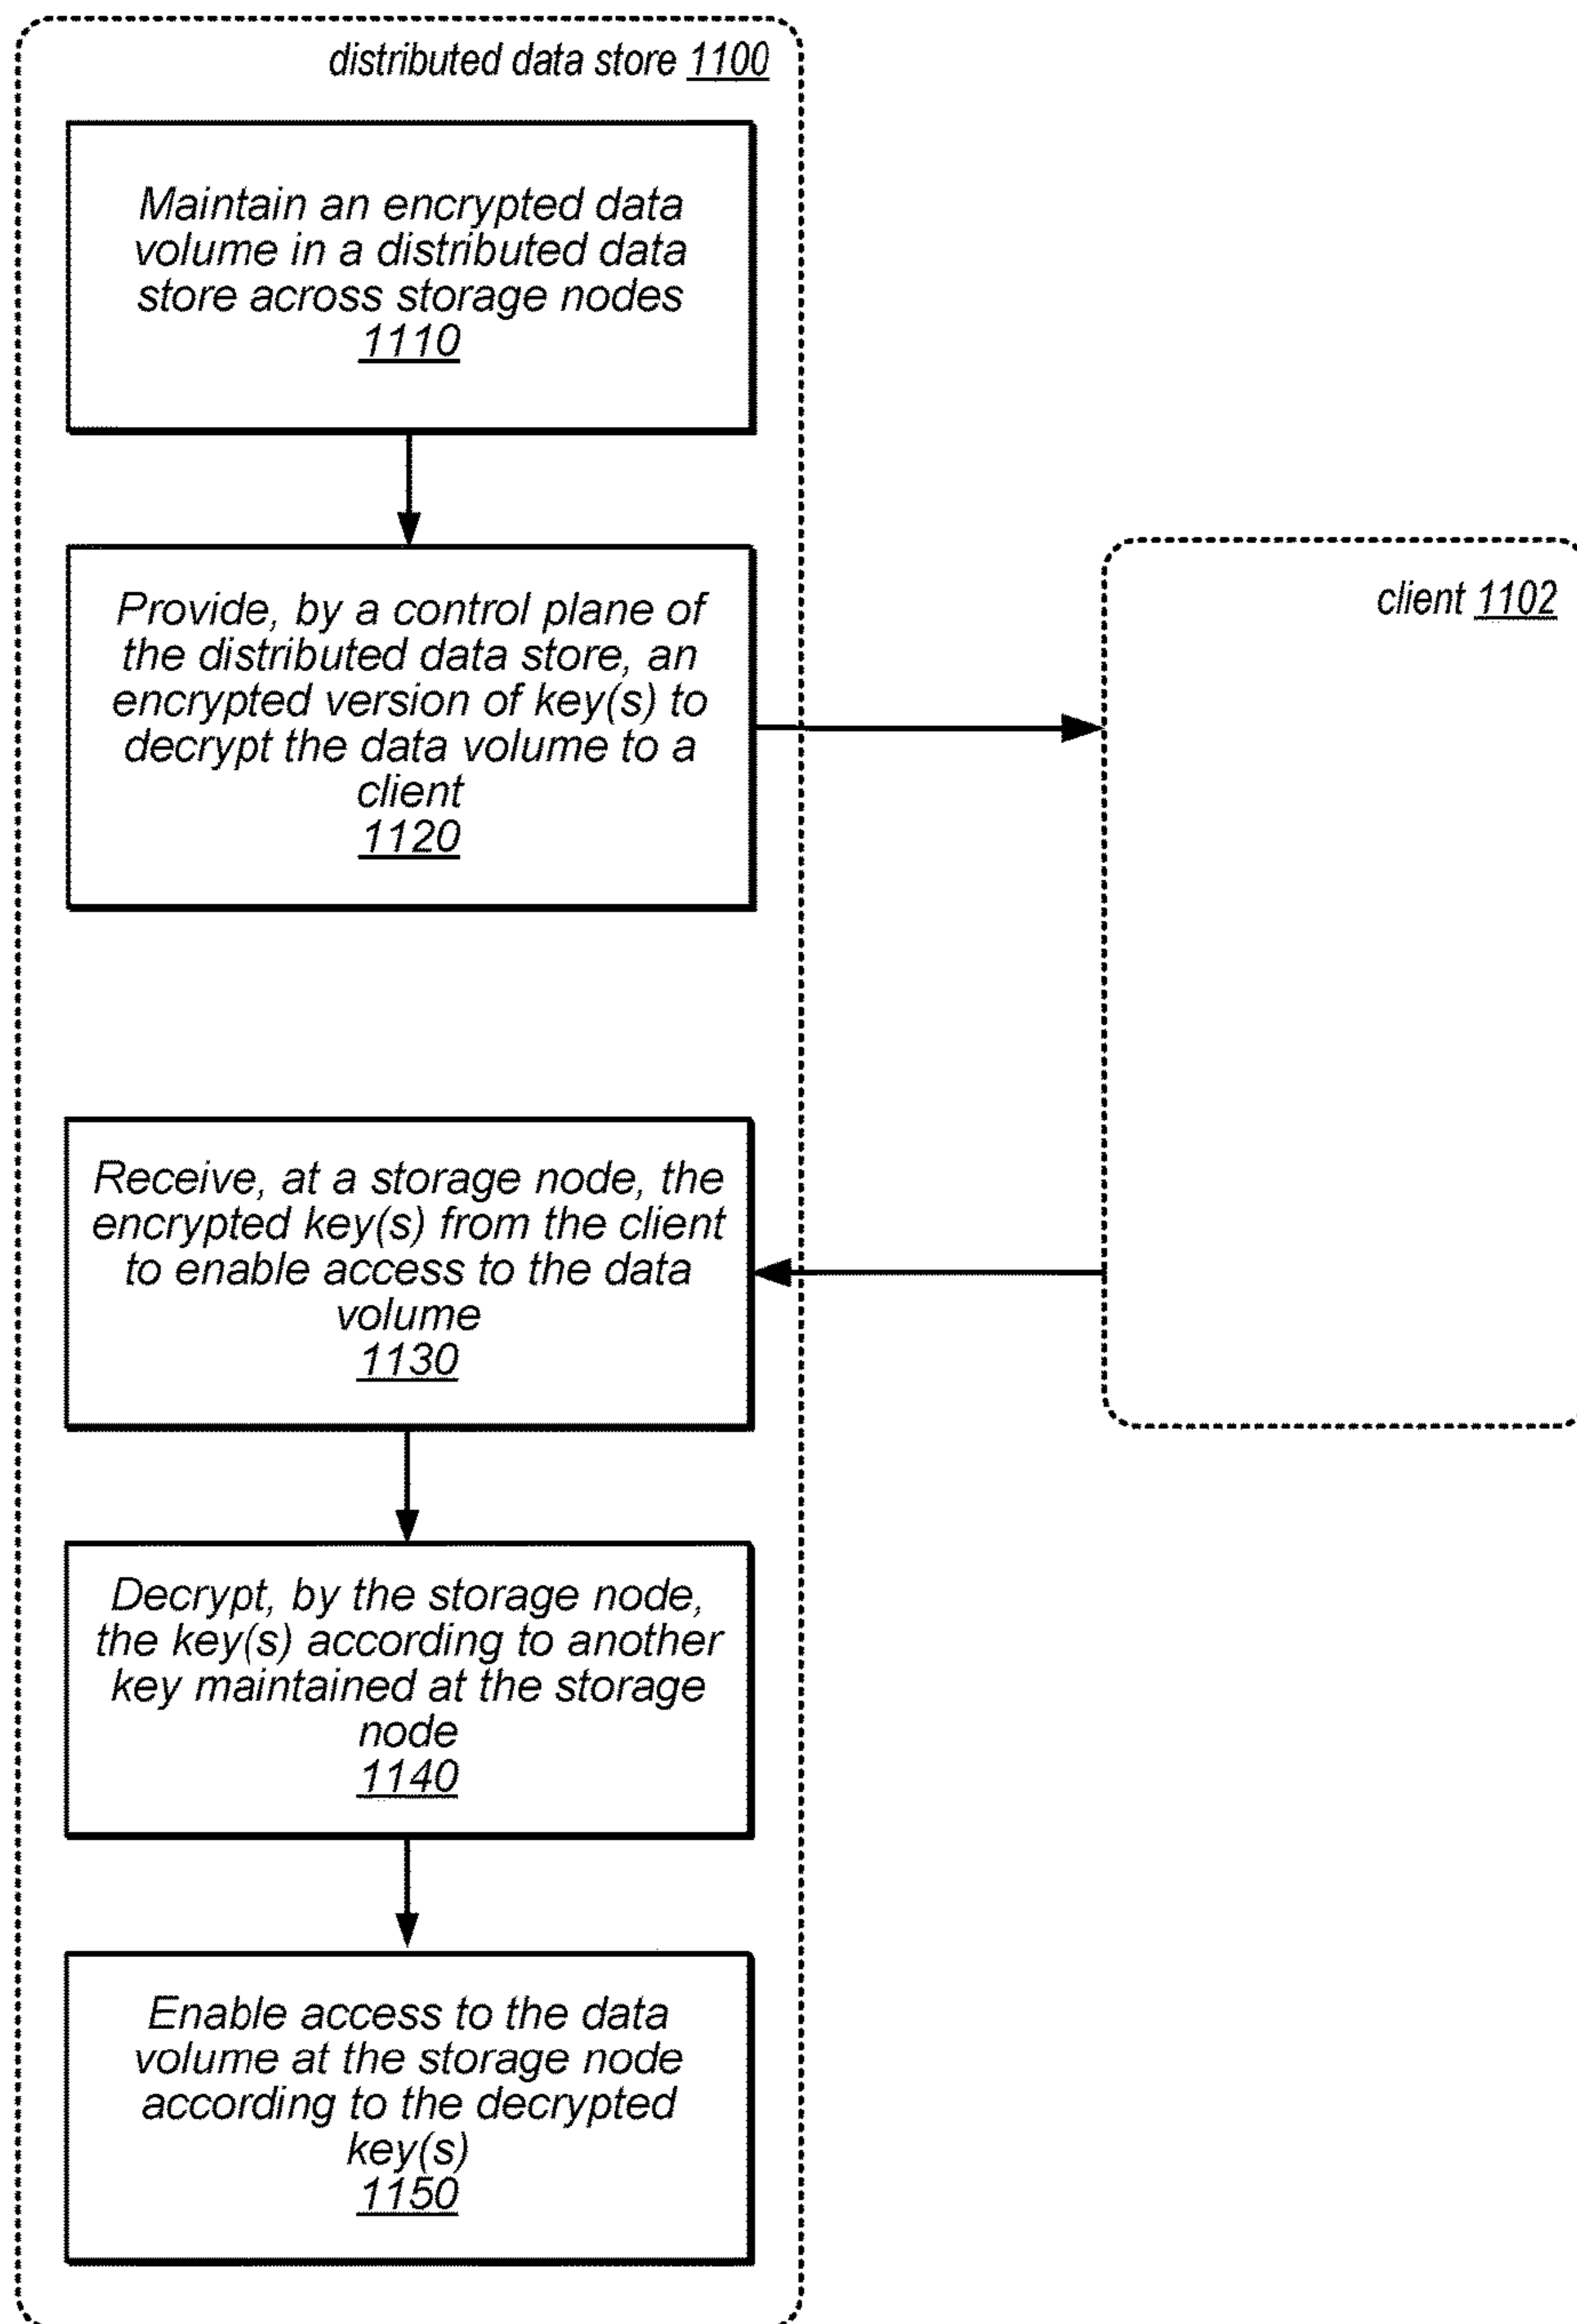 distributed data store 1100
Maintain an encrypted data
volume in a distributed data
store across storage nodes
1110
Provide, by a control plane of
the distributed data store, an
encrypted version of key(s) to
decrypt the data volume to a
client
1120
client 1102
Receive, at a storage node, the
encrypted key(s) from the client
to enable access to the data
volume
1130
Decrypt, by the storage node,
the key(s) according to another
key maintained at the storage
node
1140
Enable access to the data
volume at the storage node
according to the decrypted
key(s)
1150